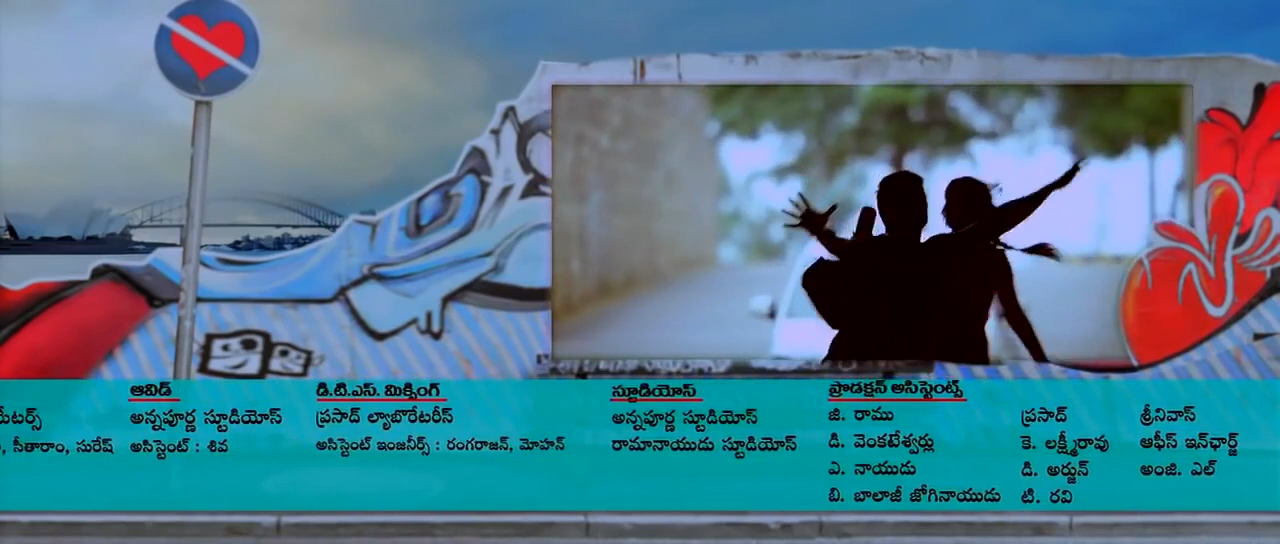 మేటర్స్
, సీతారాం, సురేష్
ఆవిడ్
అన్నపూర్ణ స్టూడియోస్
అసిస్టెంట్ : శివ
డి.టి.ఎస్. మిక్సింగ్
ప్రసాద్ ల్యాబొరేటరీస్
అసిస్టెంట్ ఇంజనీర్స్ : రంగరాజన్, మోహన్
స్టూడియోస్
అన్నపూర్ణ స్టూడియోస్
రామానాయుడు స్టూడియోస్
ప్రొడక్షన్ అసిస్టెంట్స్
జి. రాము
డి. వెంకటేశ్వర్లు
ఎ. నాయుడు
బి. బాలాజీ జోగినాయుడు
ప్రసాద్
కె. లక్ష్మీరావు
డి. అర్జున్
టి. రవి
శ్రీనివాస్
ఆఫీస్ ఇన్‌ఛార్జ్
అంజి. ఎల్